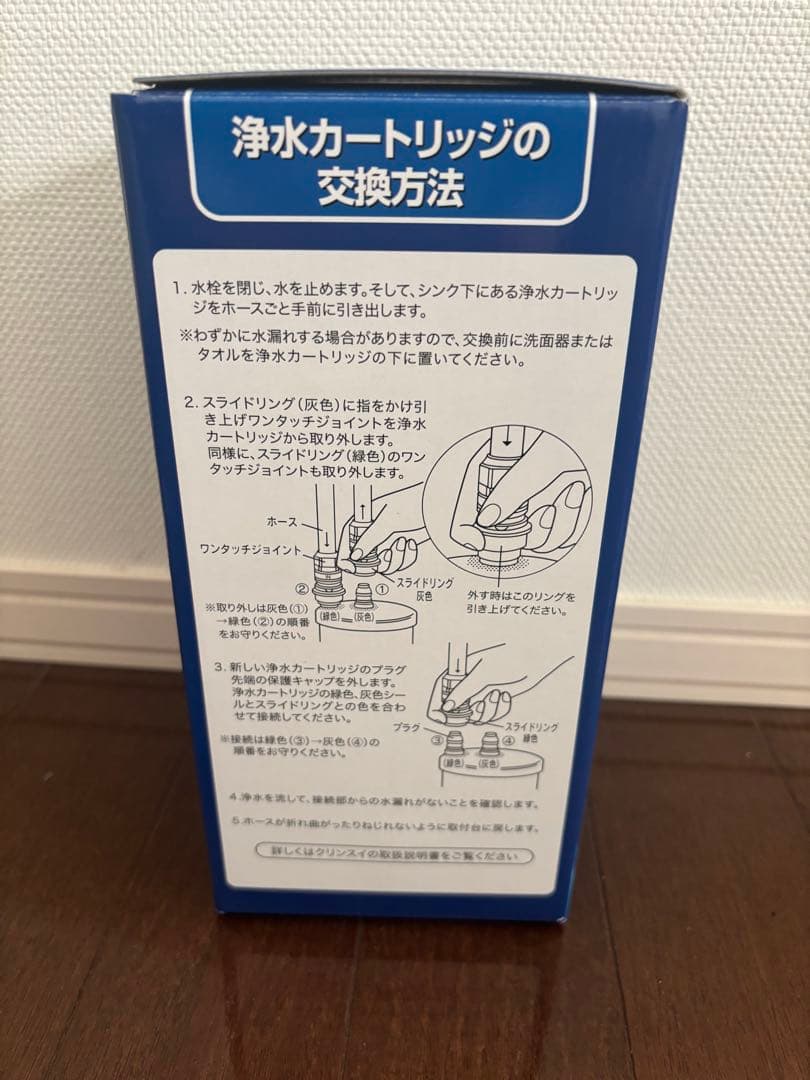 浄水カートリッジの
交換方法
1. 水栓を閉じ、水を止めます。そして、シンク下にある浄水カートリッ
ジをホースごと手前に引き出します。
※わずかに水漏れする場合がありますので、交換前に洗面器または
タオルを浄水カートリッジの下に置いてください。
2. スライドリング（灰色）に指をかけ引
き上げワンタッチジョイントを浄水
カートリッジから取り外します。
同様に、スライドリング（緑色）のワン
タッチジョイントも取り外します。
ホース
ワンタッチジョイント
② ①
スライドリング
灰色
(緑色) (灰色)
外す時はこのリングを
引き上げてください。
※取り外しは灰色（①）
→緑色（②）の順番
をお守りください。
3. 新しい浄水カートリッジのプラグ
先端の保護キャップを外します。
浄水カートリッジの緑色、灰色シー
ルとスライドリングとの色を合わ
せて接続してください。
プラグ
スライドリング
緑色
③ ④
(緑色) (灰色)
※接続は緑色（③）→灰色（④）の
順番をお守りください。
4. 浄水を流して、接続部からの水漏れがないことを確認します。
5. ホースが折れ曲がったりねじれないように取付台に戻します。
詳しくはクリンスイの取扱説明書をご覧ください